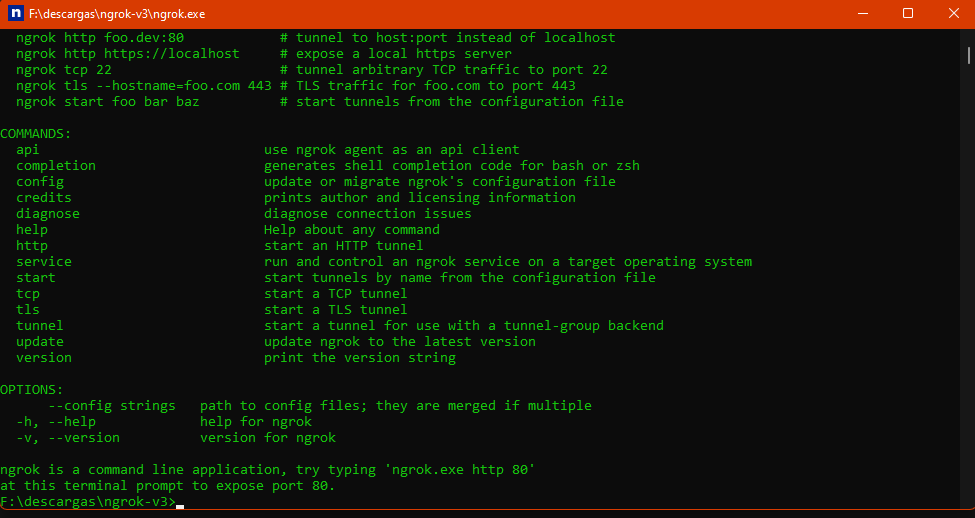 F:\descargas\ngrok-v3\ngrok.exe
ngrok http foo.dev:80 # tunnel to host:port instead of localhost
ngrok http https://localhost # expose a local https server
ngrok tcp 22 # tunnel arbitrary TCP traffic to port 22
ngrok tls --hostname=foo.com 443 # TLS traffic for foo.com to port 443
ngrok start foo bar baz # start tunnels from the configuration file
COMMANDS:
api use ngrok agent as an api client
completion generates shell completion code for bash or zsh
config update or migrate ngrok's configuration file
credits prints author and licensing information
diagnose diagnose connection issues
help Help about any command
http start an HTTP tunnel
service run and control an ngrok service on a target operating system
start start tunnels by name from the configuration file
tcp start a TCP tunnel
tls start a TLS tunnel
tunnel start a tunnel for use with a tunnel-group backend
update update ngrok to the latest version
version print the version string
OPTIONS:
--config strings path to config files; they are merged if multiple
-h, --help help for ngrok
-v, --version version for ngrok
ngrok is a command line application, try typing 'ngrok.exe http 80'
at this terminal prompt to expose port 80.
F:\descargas\ngrok-v3>